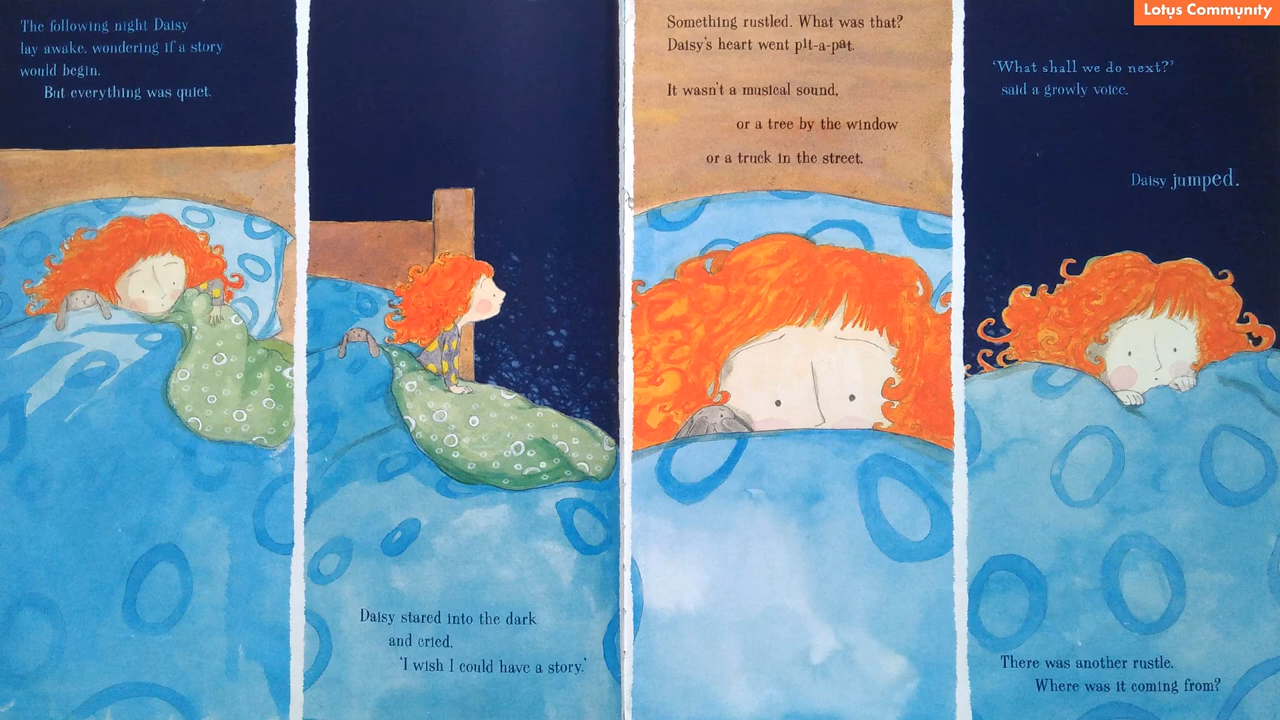 The following night Daisy
lay awake, wondering if a story
would begin.
But everything was quiet.
Daisy stared into the dark
and cried,
'I wish I could have a story.'
Something rustled. What was that?
Daisy's heart went pit-a-pat.
It wasn't a musical sound,
or a tree by the window
or a truck in the street.
Lotus Community
'What shall we do next?'
said a growly voice.
Daisy jumped.
There was another rustle.
Where was it coming from?